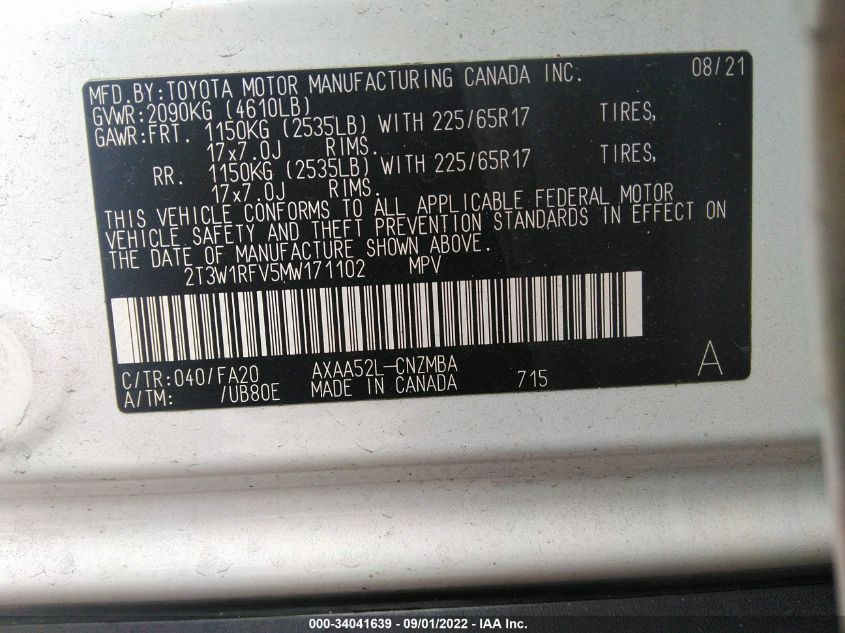 MFD.BY:TOYOTA MOTOR MANUFACTURING CANADA INC. 08/21
GVWR:2090KG (4610LB)
GAWR:FRT. 1150KG (2535LB) WITH 225/65R17 TIRES,
17x7.0J RIMS.
RR. 1150KG (2535LB) WITH 225/65R17 TIRES,
17x7.0J RIMS.
THIS VEHICLE CONFORMS TO ALL APPLICABLE FEDERAL MOTOR
VEHICLE SAFETY AND THEFT PREVENTION STANDARDS IN EFFECT ON
THE DATE OF MANUFACTURE SHOWN ABOVE.
2T3W1RFV5MW171102 MPV
C/TR:040/FA20 AXAA52L-CNZMBA A
A/TM: /UB80E MADE IN CANADA 715
000-34041639 - 09/01/2022 - IAA Inc.